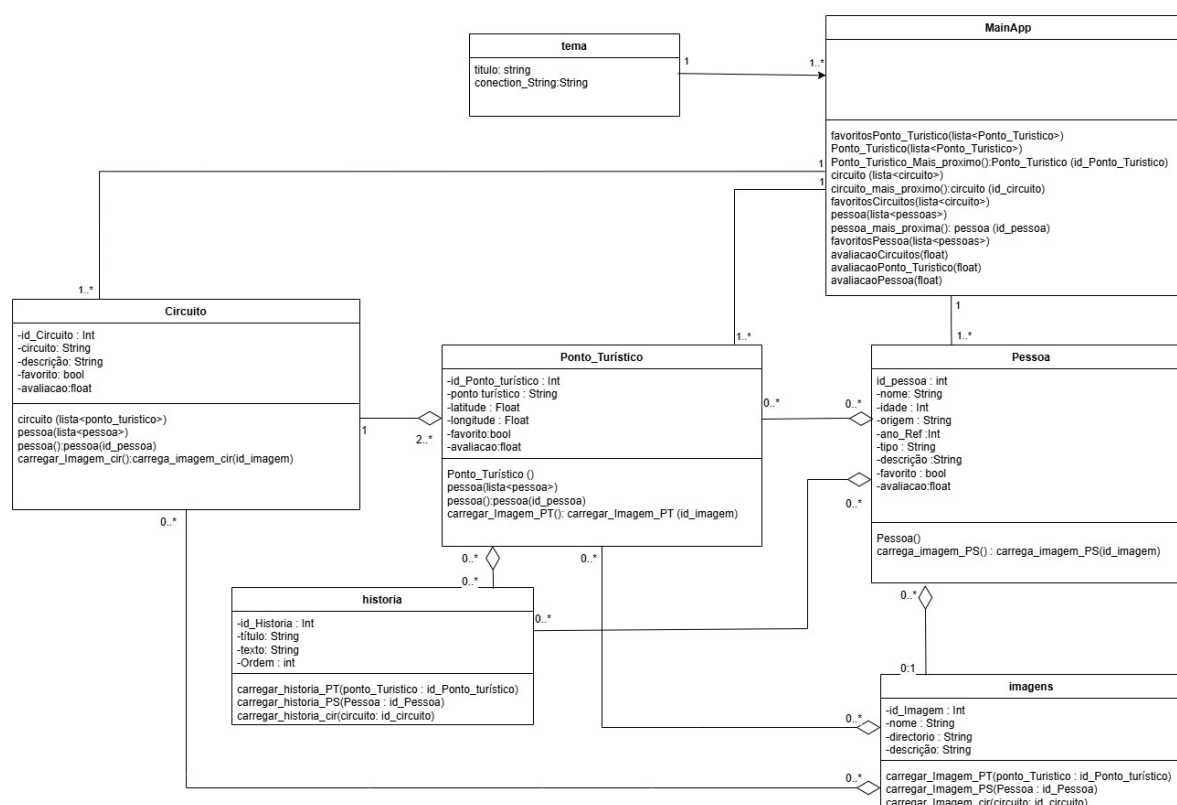 MainApp
tema
titulo: string
conection_String:String
1
1..*
favoritosPonto_Turistico(lista<Ponto_Turistico>)
Ponto_Turistico(lista<Ponto_Turistico>)
Ponto_Turistico_Mais_proximo():Ponto_Turistico (id_Ponto_Turistico)
circuito (lista<circuito>)
circuito_mais_proximo():circuito (id_circuito)
favoritosCircuitos(lista<circuito>)
pessoa(lista<pessoas>)
pessoa_mais_proxima(): pessoa (id_pessoa)
favoritosPessoa(lista<pessoas>)
avaliacaoCircuitos(float)
avaliacaoPonto_Turistico(float)
avaliacaoPessoa(float)
1
1
1
1..*
1..*
1..*
Circuito
-id_Circuito : Int
-circuito: String
-descrição: String
-favorito: bool
-avaliacao:float
circuito (lista<ponto_turistico>)
pessoa(lista<pessoa>)
pessoa():pessoa(id_pessoa)
carregar_Imagem_cir():carrega_imagem_cir(id_imagem)
1
2..*
0..*
Ponto_Turístico
-id_Ponto_turístico : Int
-ponto turístico : String
-latitude : Float
-longitude : Float
-favorito:bool
-avaliacao:float
Ponto_Turístico ()
pessoa(lista<pessoa>)
pessoa():pessoa(id_pessoa)
carregar_Imagem_PT(): carregar_Imagem_PT (id_imagem)
0..*
0..*
0..*
0..*
0..*
0..*
Pessoa
id_pessoa : int
-nome: String
-idade : Int
-origem : String
-ano_Ref :Int
-tipo : String
-descrição :String
-favorito : bool
-avaliacao:float
Pessoa()
carrega_imagem_PS() : carrega_imagem_PS(id_imagem)
0..*
0:1
historia
-id_Historia : Int
-título: String
-texto: String
-Ordem : int
carregar_historia_PT(ponto_Turistico : id_Ponto_turístico)
carregar_historia_PS(Pessoa : id_Pessoa)
carregar_historia_cir(circuito: id_circuito)
0..*
0..*
0..*
imagens
-id_Imagem : Int
-nome : String
-directorio : String
-descrição: String
carregar_Imagem_PT(ponto_Turistico : id_Ponto_turístico)
carregar_Imagem_PS(Pessoa : id_Pessoa)
carregar_Imagem_cir(circuito: id_circuito)